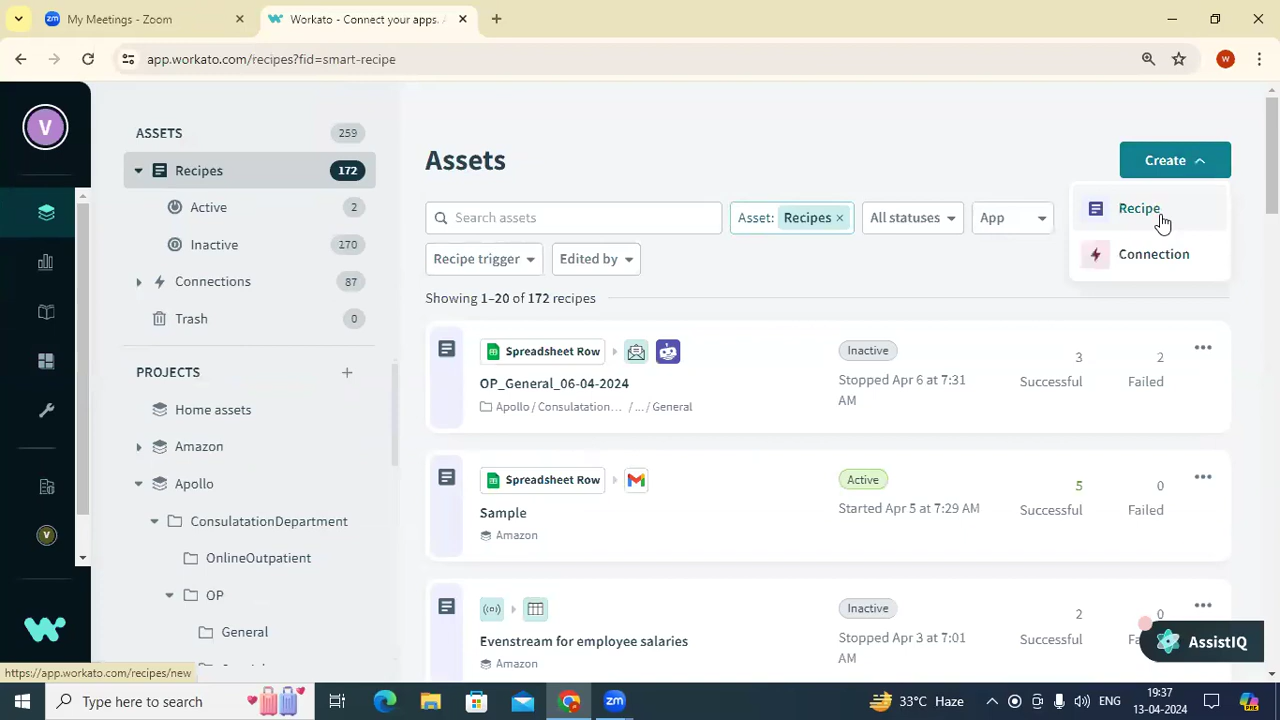 My Meetings - Zoom
Workato - Connect your apps.
app.workato.com/recipes?fid=smart-recipe
W
V
ASSETS 259
Recipes 172
Active 2
Inactive 170
Connections 87
Trash 0
PROJECTS +
Home assets
Amazon
Apollo
ConsulatationDepartment
OnlineOutpatient
OP
General
V
Assets
Create
Recipe
Connection
Search assets
Asset: Recipes ×
All statuses
App
Recipe trigger
Edited by
Showing 1–20 of 172 recipes
Spreadsheet Row
OP_General_06-04-2024
Apollo / Consulatation... / ... / General
Inactive
Stopped Apr 6 at 7:31
AM
3
Successful
2
Failed
Spreadsheet Row
Sample
Amazon
Active
Started Apr 5 at 7:29 AM
5
Successful
0
Failed
Evenstream for employee salaries
Amazon
Inactive
Stopped Apr 3 at 7:01
AM
2
Successful
0
AssistIQ
https://app.workato.com/recipes/new
Type here to search
33°C Haze
ENG
19:37
13-04-2024